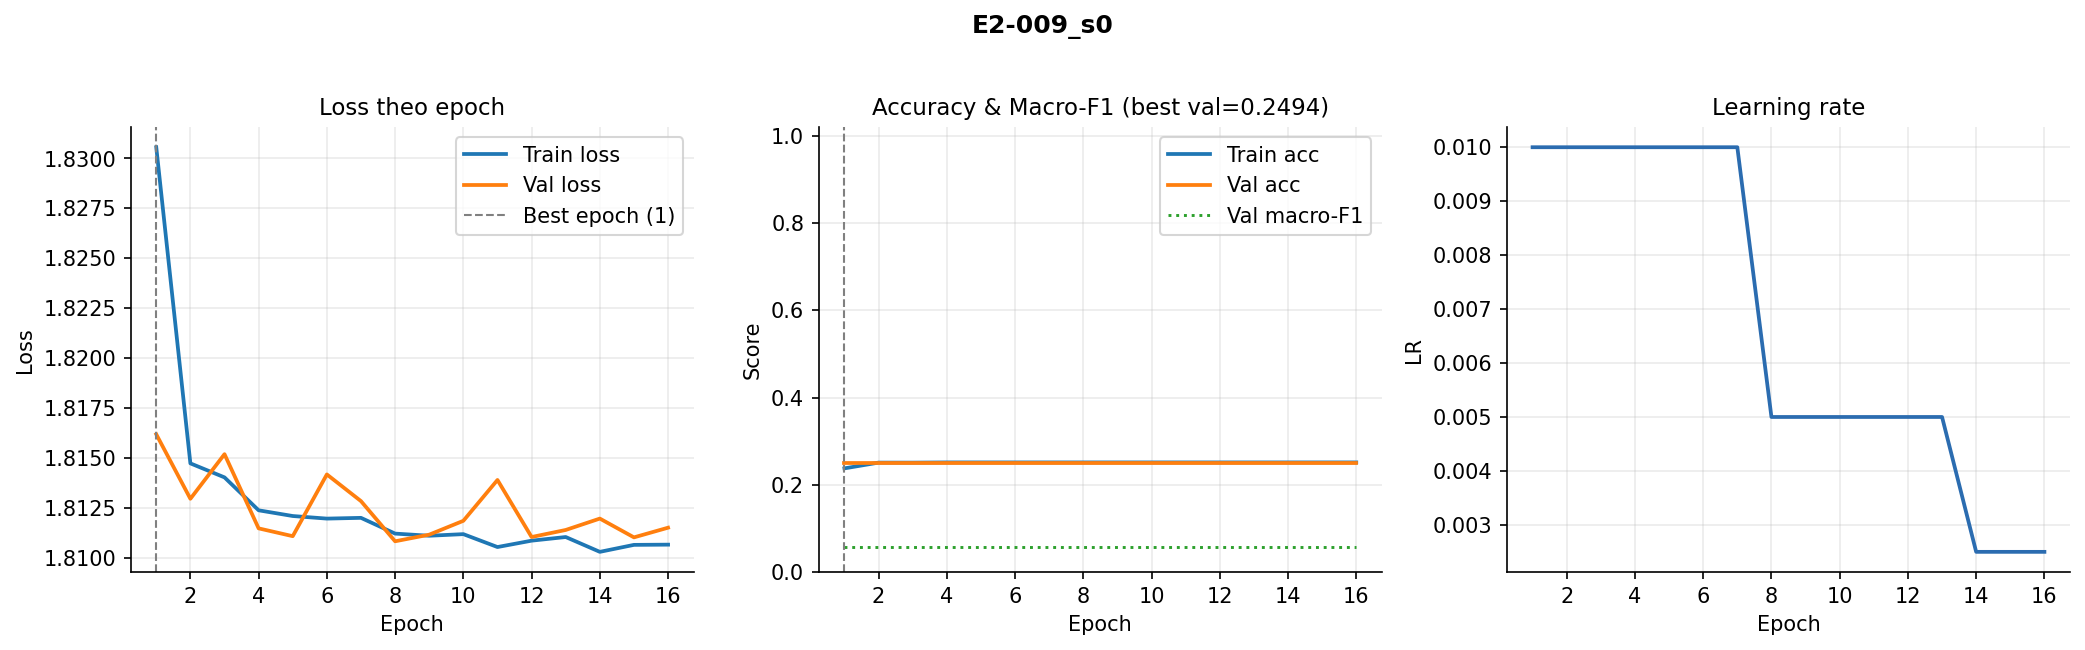 E2-009_s0
Loss theo epoch
1.8300
1.8275
1.8250
1.8225
1.8200
1.8175
1.8150
1.8125
1.8100
Loss
Train loss
Val loss
Best epoch (1)
2 4 6 8 10 12 14 16
Epoch
Accuracy & Macro-F1 (best val=0.2494)
1.0
0.8
0.6
0.4
0.2
0.0
Score
Train acc
Val acc
Val macro-F1
2 4 6 8 10 12 14 16
Epoch
Learning rate
0.010
0.009
0.008
0.007
0.006
0.005
0.004
0.003
LR
2 4 6 8 10 12 14 16
Epoch